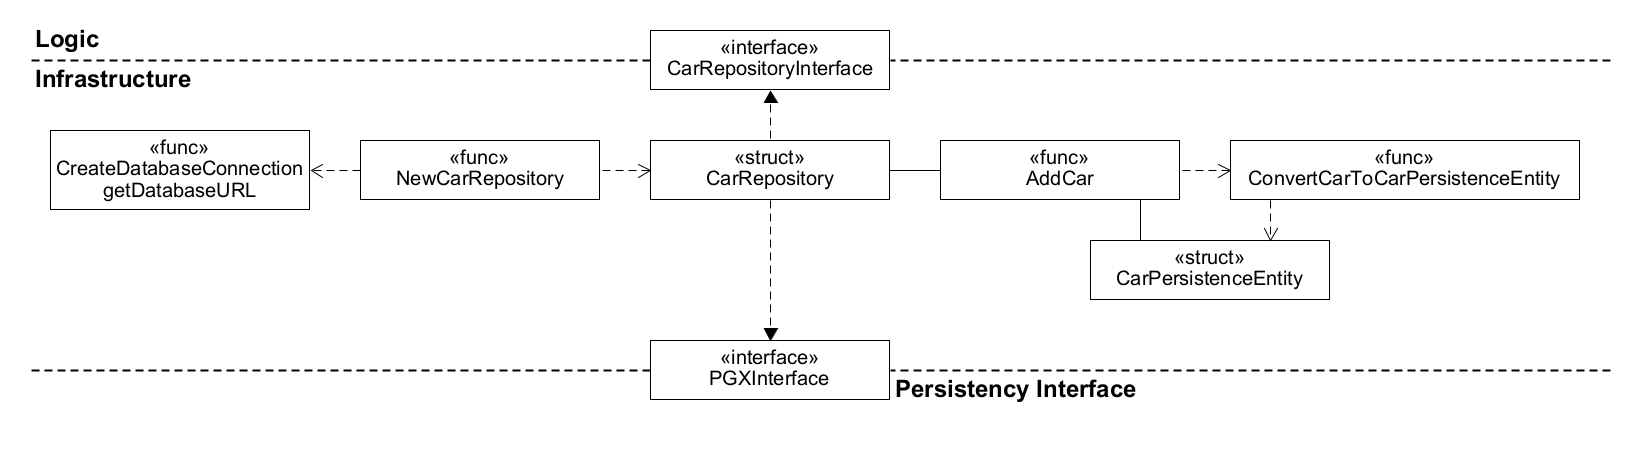 Logic
«interface»
CarRepositoryInterface
Infrastructure
«func»
CreateDatabaseConnection
getDatabaseURL
«func»
NewCarRepository
«struct»
CarRepository
«func»
AddCar
«func»
ConvertCarToCarPersistenceEntity
«struct»
CarPersistenceEntity
«interface»
PGXInterface
Persistency Interface